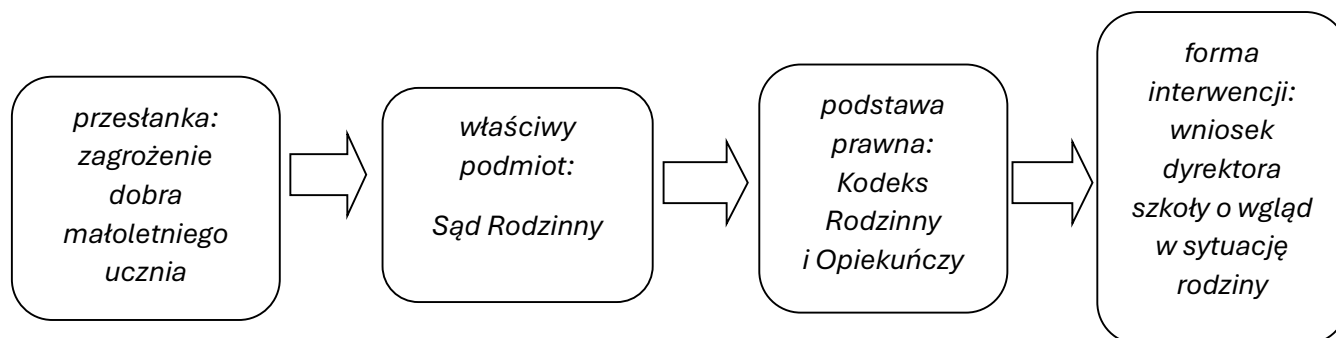 przesłanka:
zagrożenie
dobra
małoletniego
ucznia
właściwy
podmiot:
Sąd Rodzinny
podstawa
prawna:
Kodeks
Rodzinny
i Opiekuńczy
forma
interwencji:
wniosek
dyrektora
szkoły o wgląd
w sytuację
rodziny